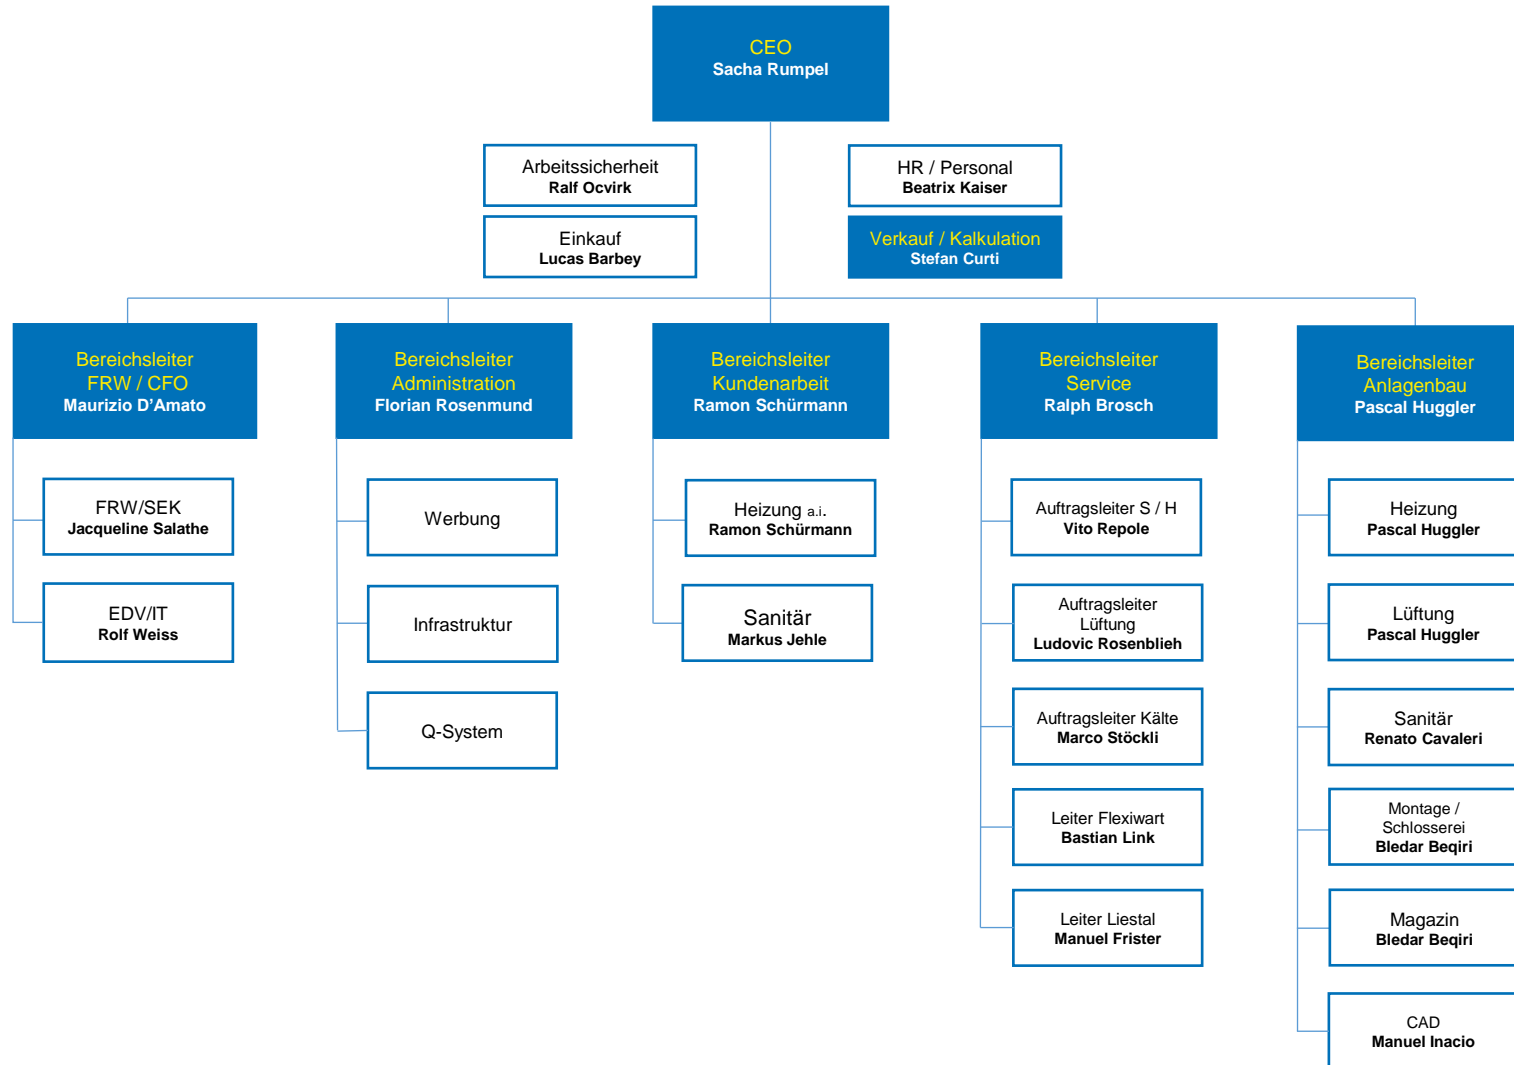 CEO
Sacha Rumpel
Arbeitssicherheit
Ralf Ocvirk
HR / Personal
Beatrix Kaiser
Einkauf
Lucas Barbey
Verkauf / Kalkulation
Stefan Curti
Bereichsleiter
FRW / CFO
Maurizio D’Amato
Bereichsleiter
Administration
Florian Rosenmund
Bereichsleiter
Kundenarbeit
Ramon Schürmann
Bereichsleiter
Service
Ralph Brosch
Bereichsleiter
Anlagenbau
Pascal Huggler
FRW/SEK
Jacqueline Salathe
EDV/IT
Rolf Weiss
Werbung
Infrastruktur
Q-System
Heizung a.i.
Ramon Schürmann
Sanitär
Markus Jehle
Auftragsleiter S / H
Vito Repole
Auftragsleiter
Lüftung
Ludovic Rosenblieh
Auftragsleiter Kälte
Marco Stöckli
Leiter Flexiwart
Bastian Link
Leiter Liestal
Manuel Frister
Heizung
Pascal Huggler
Lüftung
Pascal Huggler
Sanitär
Renato Cavaleri
Montage /
Schlosserei
Bledar Beqiri
Magazin
Bledar Beqiri
CAD
Manuel Inacio